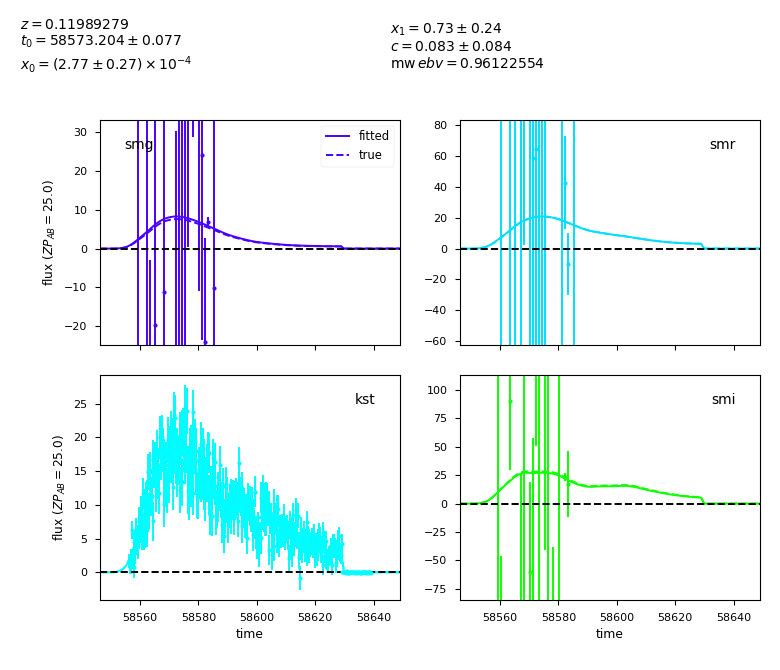 z = 0.11989279
t₀ = 58573.204 ± 0.077
x₀ = (2.77 ± 0.27) × 10⁻⁴
x₁ = 0.73 ± 0.24
c = 0.083 ± 0.084
mw ebv = 0.96122554
smg
fitted
true
30
20
10
0
−10
−20
flux (ZP_AB = 25.0)
smr
80
60
40
20
0
−20
−40
−60
kst
25
20
15
10
5
0
flux (ZP_AB = 25.0)
58560 58580 58600 58620 58640
time
smi
100
75
50
25
0
−25
−50
−75
58560 58580 58600 58620 58640
time